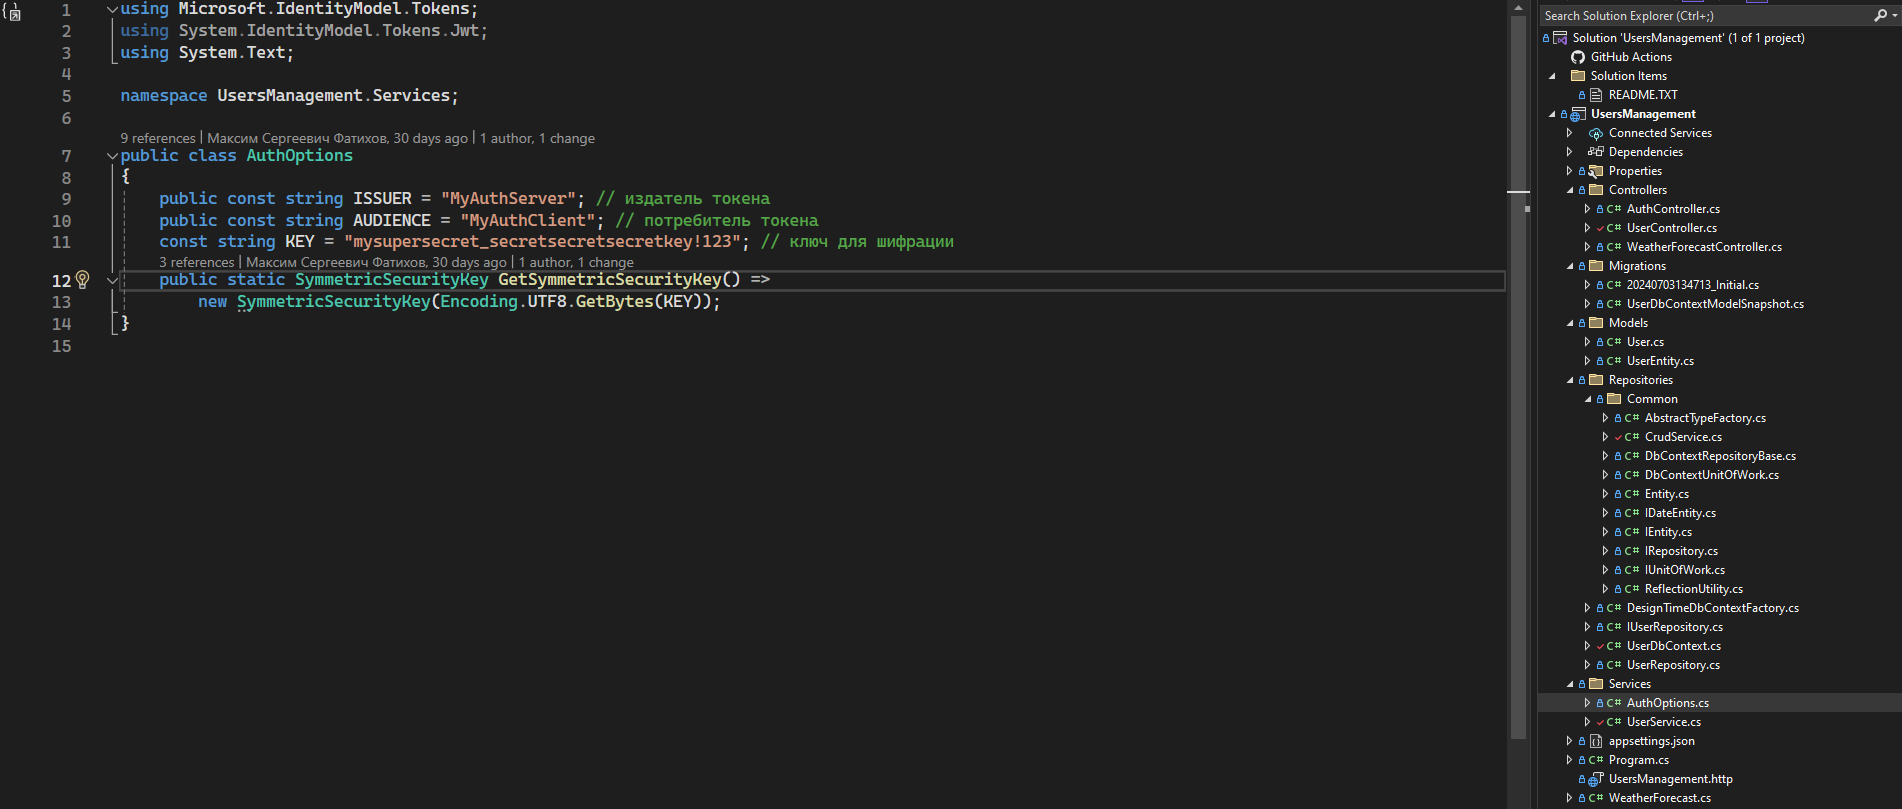 1 using Microsoft.IdentityModel.Tokens;
2 using System.IdentityModel.Tokens.Jwt;
3 using System.Text;
4
5 namespace UsersManagement.Services;
6
9 references | Максим Сергеевич Фатихов, 30 days ago | 1 author, 1 change
7 public class AuthOptions
8 {
9 public const string ISSUER = "MyAuthServer"; // издатель токена
10 public const string AUDIENCE = "MyAuthClient"; // потребитель токена
11 const string KEY = "mysupersecret_secretsecretsecretkey!123"; // ключ для шифрации
3 references | Максим Сергеевич Фатихов, 30 days ago | 1 author, 1 change
12 public static SymmetricSecurityKey GetSymmetricSecurityKey() =>
13 new SymmetricSecurityKey(Encoding.UTF8.GetBytes(KEY));
14 }
15
Search Solution Explorer (Ctrl+;)
Solution 'UsersManagement' (1 of 1 project)
GitHub Actions
Solution Items
README.TXT
UsersManagement
Connected Services
Dependencies
Properties
Controllers
C# AuthController.cs
C# UserController.cs
C# WeatherForecastController.cs
Migrations
C# 20240703134713_Initial.cs
C# UserDbContextModelSnapshot.cs
Models
C# User.cs
C# UserEntity.cs
Repositories
Common
C# AbstractTypeFactory.cs
C# CrudService.cs
C# DbContextRepositoryBase.cs
C# DbContextUnitOfWork.cs
C# Entity.cs
C# IDateEntity.cs
C# IEntity.cs
C# IRepository.cs
C# IUnitOfWork.cs
C# ReflectionUtility.cs
C# DesignTimeDbContextFactory.cs
C# IUserRepository.cs
C# UserDbContext.cs
C# UserRepository.cs
Services
C# AuthOptions.cs
C# UserService.cs
appsettings.json
C# Program.cs
UsersManagement.http
C# WeatherForecast.cs